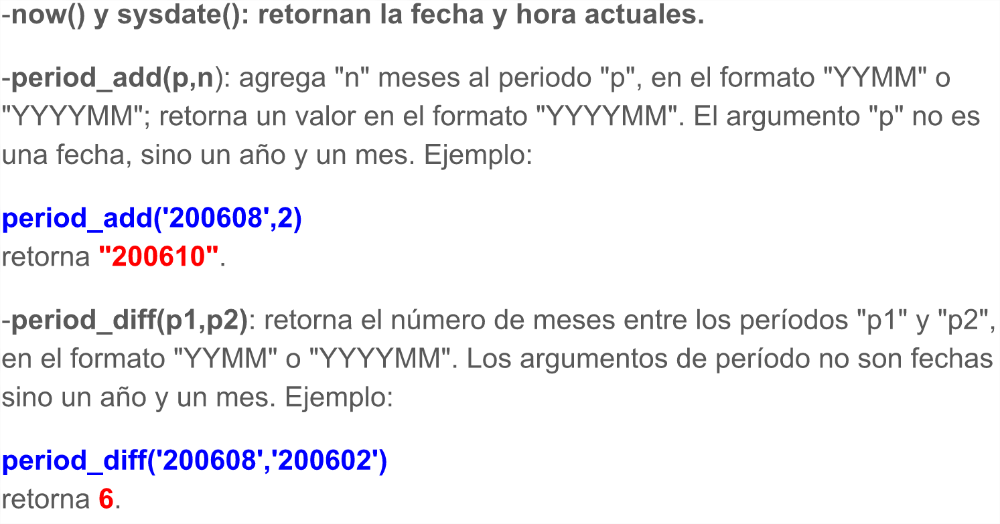 -now() y sysdate(): retornan la fecha y hora actuales.
-period_add(p,n): agrega "n" meses al periodo "p", en el formato "YYMM" o
"YYYYMM"; retorna un valor en el formato "YYYYMM". El argumento "p" no es
una fecha, sino un año y un mes. Ejemplo:
period_add('200608',2)
retorna "200610".
-period_diff(p1,p2): retorna el número de meses entre los períodos "p1" y "p2",
en el formato "YYMM" o "YYYYMM". Los argumentos de período no son fechas
sino un año y un mes. Ejemplo:
period_diff('200608','200602')
retorna 6.